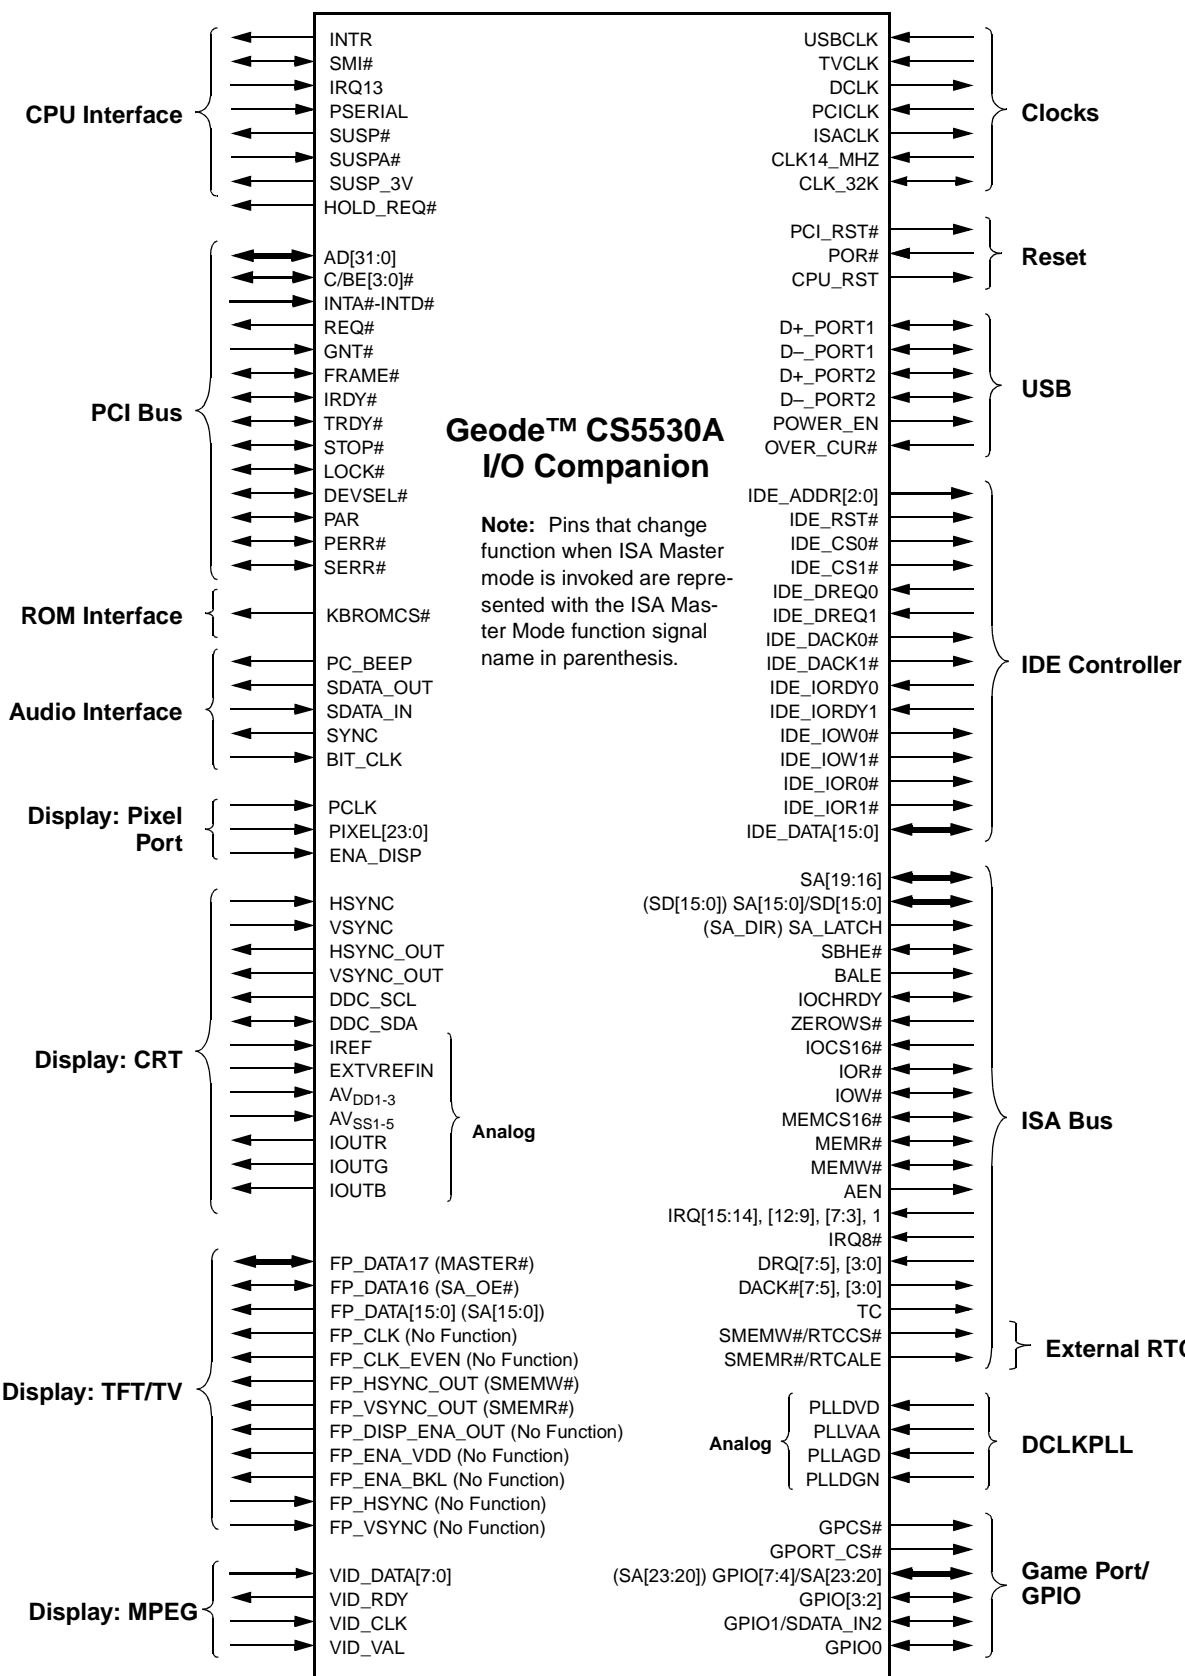 CPU Interface
INTR
SMI#
IRQ13
PSERIAL
SUSP#
SUSPA#
SUSP_3V
HOLD_REQ#
PCI Bus
AD[31:0]
C/BE[3:0]#
INTA#-INTD#
REQ#
GNT#
FRAME#
IRDY#
TRDY#
STOP#
LOCK#
DEVSEL#
PAR
PERR#
SERR#
ROM Interface
KBROMCS#
Audio Interface
PC_BEEP
SDATA_OUT
SDATA_IN
SYNC
BIT_CLK
Display: Pixel
Port
PCLK
PIXEL[23:0]
ENA_DISP
Display: CRT
HSYNC
VSYNC
HSYNC_OUT
VSYNC_OUT
DDC_SCL
DDC_SDA
IREF
EXTVREFIN
AVDD1-3
AVSS1-5
IOUTR
IOUTG
IOUTB
Analog
Display: TFT/TV
FP_DATA17 (MASTER#)
FP_DATA16 (SA_OE#)
FP_DATA[15:0] (SA[15:0])
FP_CLK (No Function)
FP_CLK_EVEN (No Function)
FP_HSYNC_OUT (SMEMW#)
FP_VSYNC_OUT (SMEMR#)
FP_DISP_ENA_OUT (No Function)
FP_ENA_VDD (No Function)
FP_ENA_BKL (No Function)
FP_HSYNC (No Function)
FP_VSYNC (No Function)
Display: MPEG
VID_DATA[7:0]
VID_RDY
VID_CLK
VID_VAL
Geode™ CS5530A
I/O Companion
Note: Pins that change
function when ISA Master
mode is invoked are repre-
sented with the ISA Mas-
ter Mode function signal
name in parenthesis.
USBCLK
TVCLK
DCLK
PCICLK
ISACLK
CLK14_MHZ
CLK_32K
Clocks
PCI_RST#
POR#
CPU_RST
Reset
D+_PORT1
D–_PORT1
D+_PORT2
D–_PORT2
POWER_EN
OVER_CUR#
USB
IDE_ADDR[2:0]
IDE_RST#
IDE_CS0#
IDE_CS1#
IDE_DREQ0
IDE_DREQ1
IDE_DACK0#
IDE_DACK1#
IDE_IORDY0
IDE_IORDY1
IDE_IOW0#
IDE_IOW1#
IDE_IOR0#
IDE_IOR1#
IDE_DATA[15:0]
IDE Controller
SA[19:16]
(SD[15:0]) SA[15:0]/SD[15:0]
(SA_DIR) SA_LATCH
SBHE#
BALE
IOCHRDY
ZEROWS#
IOCS16#
IOR#
IOW#
MEMCS16#
MEMR#
MEMW#
AEN
IRQ[15:14], [12:9], [7:3], 1
IRQ8#
DRQ[7:5], [3:0]
DACK#[7:5], [3:0]
TC
SMEMW#/RTCCS#
SMEMR#/RTCALE
ISA Bus
External
Analog
PLLDVD
PLLVAA
PLLAGD
PLLDGN
DCLKPLL
GPCS#
GPORT_CS#
(SA[23:20]) GPIO[7:4]/SA[23:20]
GPIO[3:2]
GPIO1/SDATA_IN2
GPIO0
Game Port/
GPIO